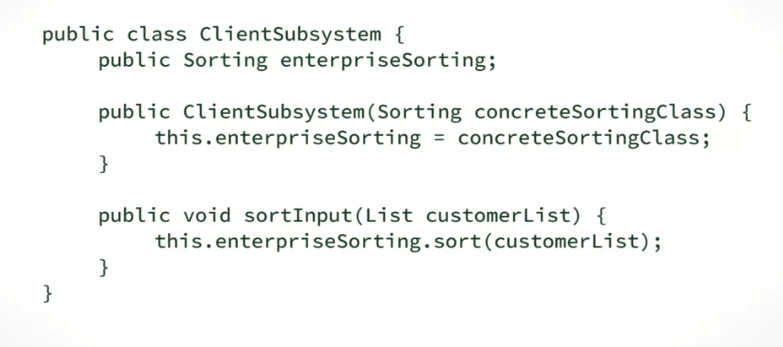 public class ClientSubsystem {
public Sorting enterpriseSorting;
public ClientSubsystem(Sorting concreteSortingClass) {
this.enterpriseSorting = concreteSortingClass;
}
public void sortInput(List customerList) {
this.enterpriseSorting.sort(customerList);
}
}